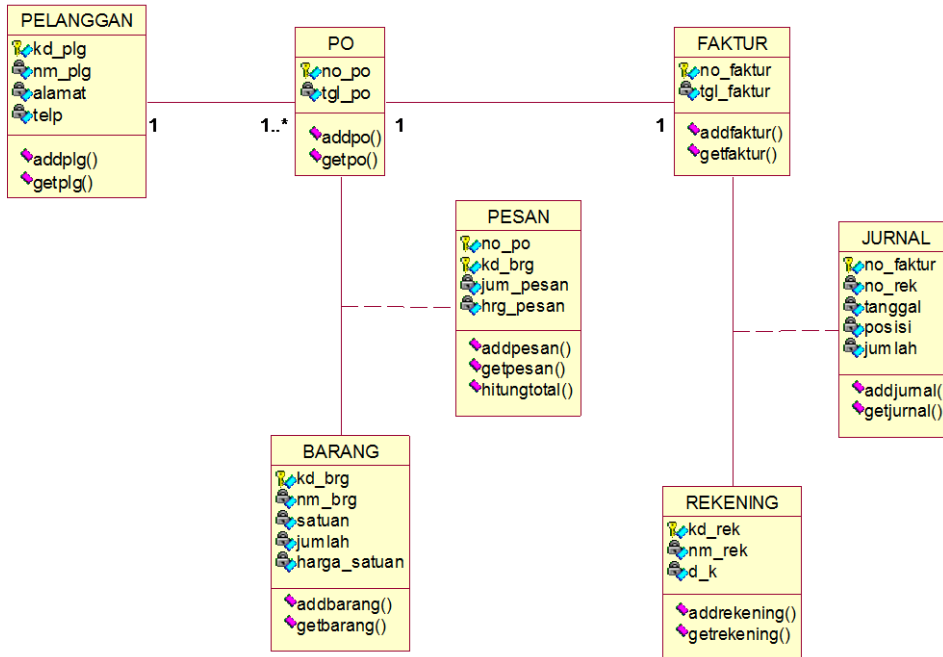 PELANGGAN
kd_plg
nm_plg
alamat
telp
addplg()
getplg()
1
1..*
PO
no_po
tgl_po
addpo()
getpo()
1
1
FAKTUR
no_faktur
tgl_faktur
addfaktur()
getfaktur()
PESAN
no_po
kd_brg
jum_pesan
hrg_pesan
addpesan()
getpesan()
hitungtotal()
JURNAL
no_faktur
no_rek
tanggal
posisi
jumlah
addjurnal(
getjurnal()
BARANG
kd_brg
nm_brg
satuan
jumlah
harga_satuan
addbarang()
getbarang()
REKENING
kd_rek
nm_rek
d_k
addrekening()
getrekening()